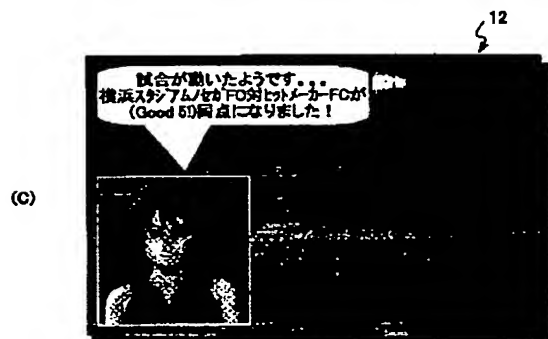 12
試合が動いたようです...
横浜スタジアム/セガFC対ヒットメーカーFCが
(Good 51)同点になりました!
(C)